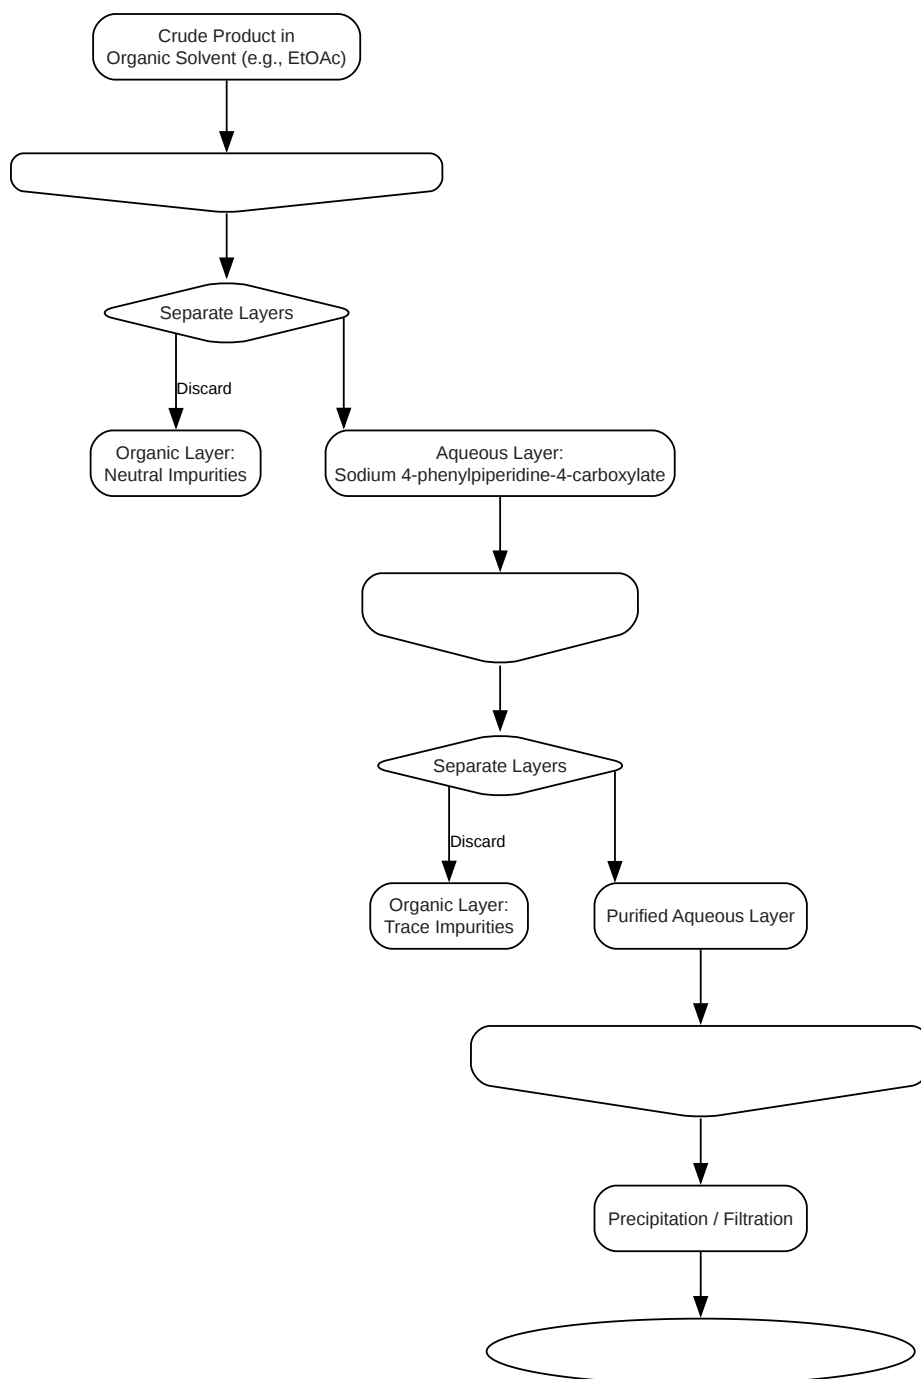 Crude Product in
Organic Solvent (e.g., EtOAc)
Separate Layers
Discard
Organic Layer:
Neutral Impurities
Aqueous Layer:
Sodium 4-phenylpiperidine-4-carboxylate
Separate Layers
Discard
Organic Layer:
Trace Impurities
Purified Aqueous Layer
Precipitation / Filtration